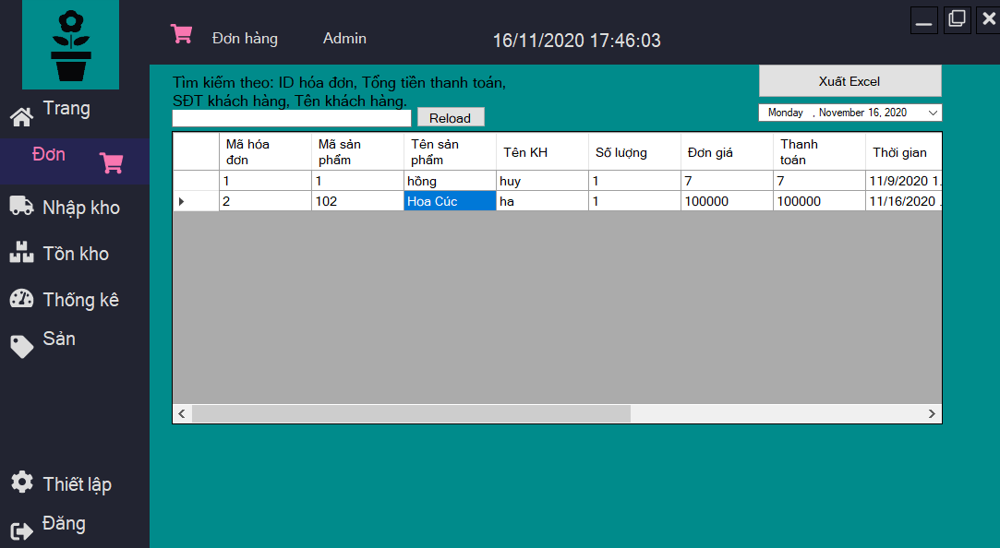 Đơn hàng
Admin
16/11/2020 17:46:03
Trang
Đơn
Nhập kho
Tồn kho
Thống kê
Sản
Thiết lập
Đăng
Tìm kiếm theo: ID hóa đơn, Tổng tiền thanh toán,
SĐT khách hàng, Tên khách hàng.
Reload
Xuất Excel
Monday , November 16, 2020
Mã hóa đơn Mã sản phẩm Tên sản phẩm Tên KH Số lượng Đơn giá Thanh toán Thời gian
1 1 hồng huy 1 7 7 11/9/2020 1.
2 102 Hoa Cúc ha 1 100000 100000 11/16/2020 .